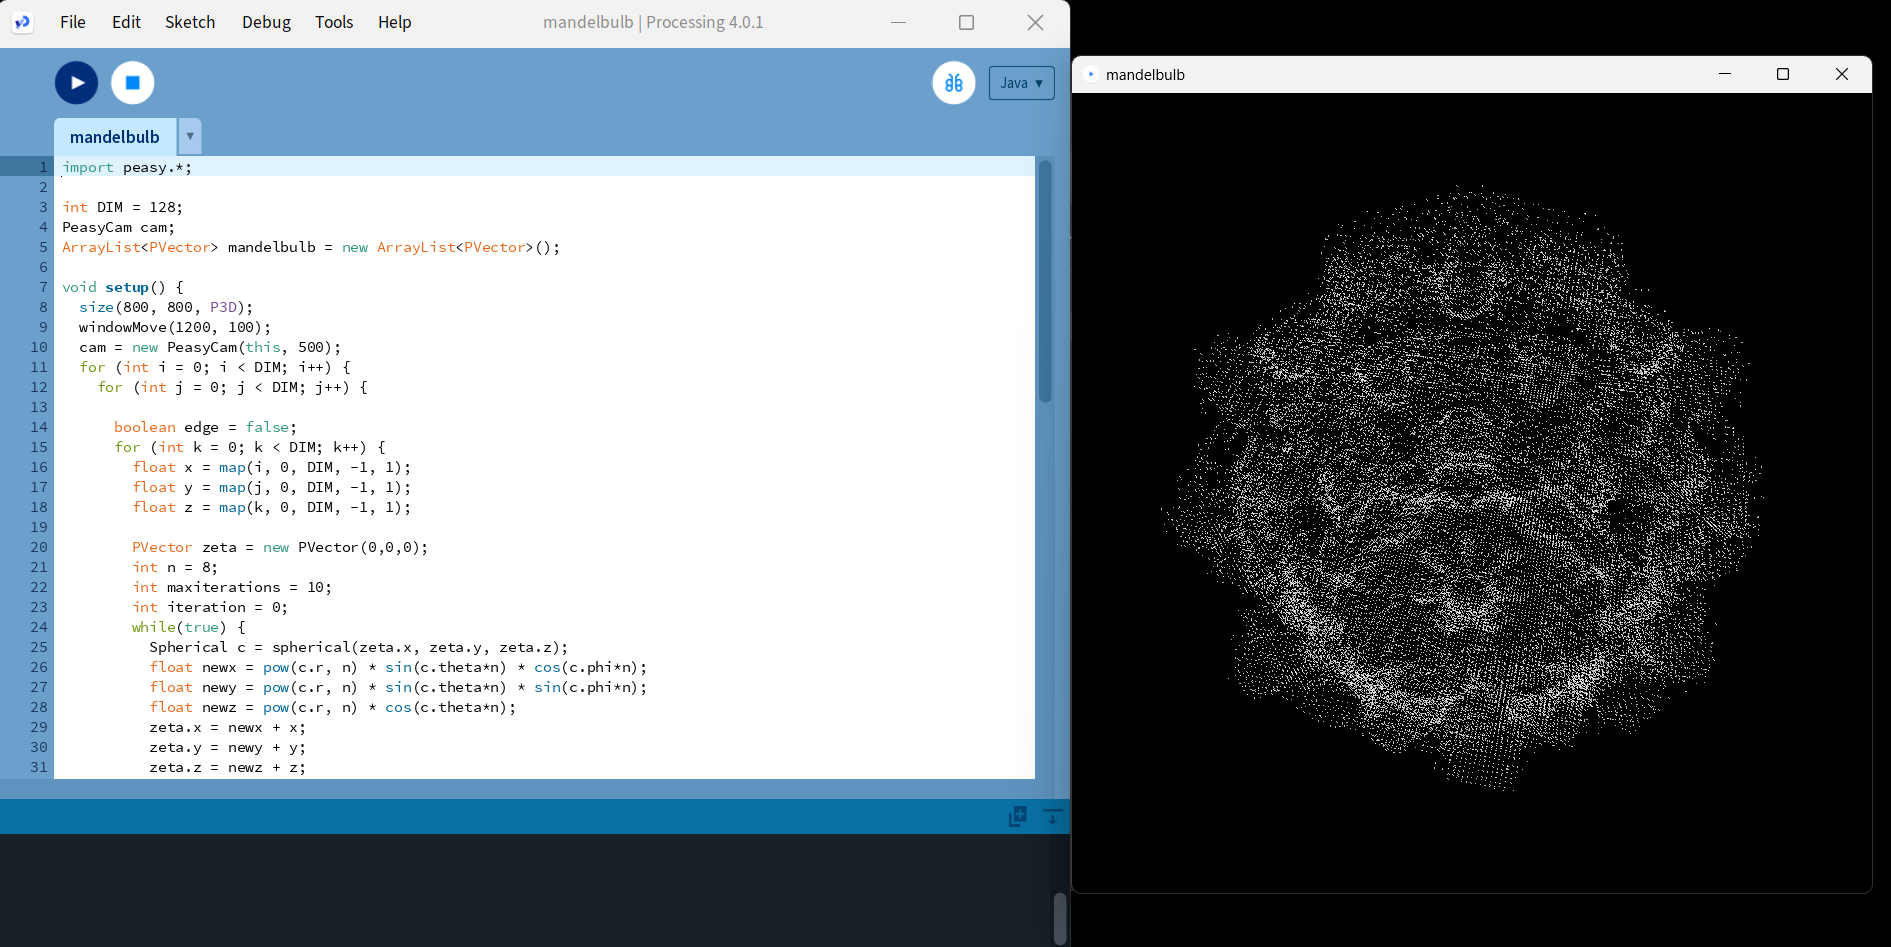 File Edit Sketch Debug Tools Help
mandelbulb | Processing 4.0.1
Java ▾
mandelbulb ▾
1 import peasy.*;
2
3 int DIM = 128;
4 PeasyCam cam;
5 ArrayList<PVector> mandelbulb = new ArrayList<PVector>();
6
7 void setup() {
8   size(800, 800, P3D);
9   windowMove(1200, 100);
10   cam = new PeasyCam(this, 500);
11   for (int i = 0; i < DIM; i++) {
12     for (int j = 0; j < DIM; j++) {
13
14       boolean edge = false;
15       for (int k = 0; k < DIM; k++) {
16         float x = map(i, 0, DIM, -1, 1);
17         float y = map(j, 0, DIM, -1, 1);
18         float z = map(k, 0, DIM, -1, 1);
19
20         PVector zeta = new PVector(0,0,0);
21         int n = 8;
22         int maxiterations = 10;
23         int iteration = 0;
24         while(true) {
25           Spherical c = spherical(zeta.x, zeta.y, zeta.z);
26           float newx = pow(c.r, n) * sin(c.theta*n) * cos(c.phi*n);
27           float newy = pow(c.r, n) * sin(c.theta*n) * sin(c.phi*n);
28           float newz = pow(c.r, n) * cos(c.theta*n);
29           zeta.x = newx + x;
30           zeta.y = newy + y;
31           zeta.z = newz + z;
mandelbulb